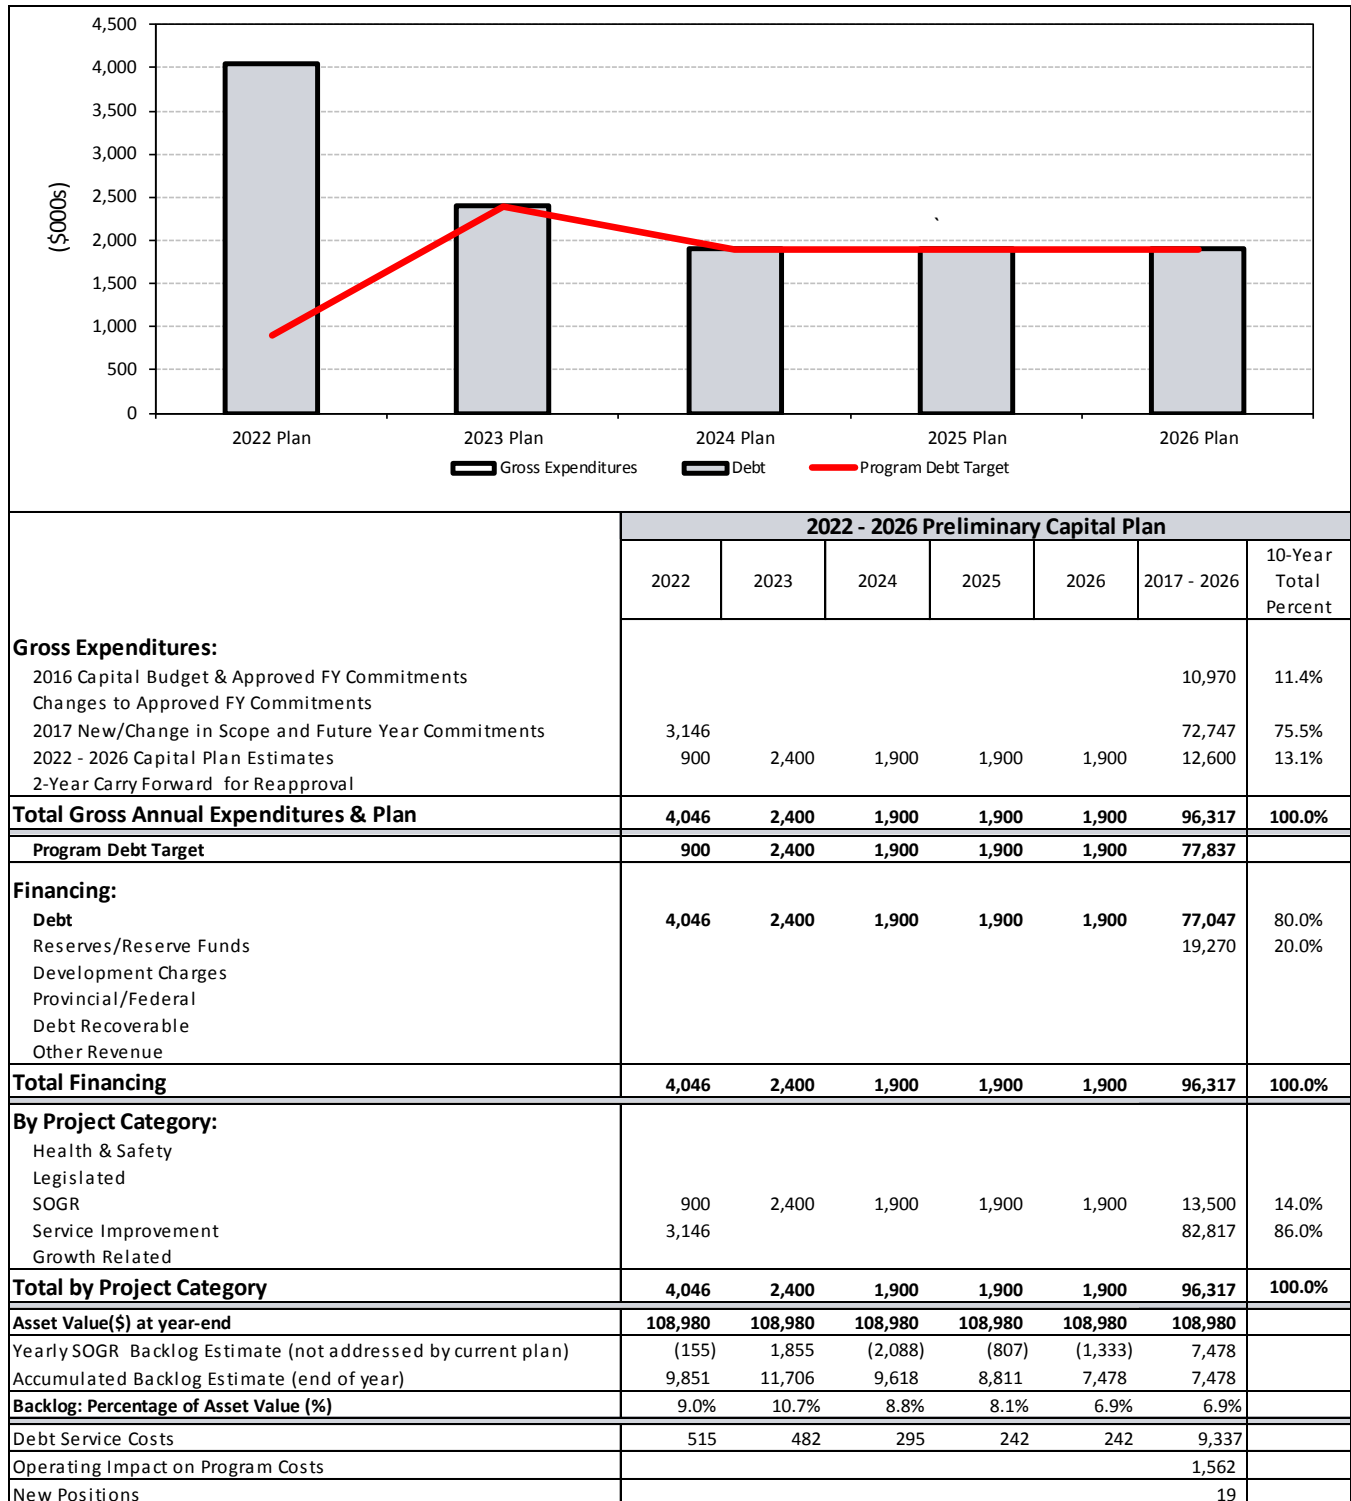 4,500
4,000
3,500
3,000
2,500
2,000
1,500
1,000
500
0
($000s)
`
2022 Plan 2023 Plan 2024 Plan 2025 Plan 2026 Plan
Gross Expenditures Debt Program Debt Target
2022 - 2026 Preliminary Capital Plan
2022 2023 2024 2025 2026 2017 - 2026 10-Year Total Percent
Gross Expenditures:
2016 Capital Budget & Approved FY Commitments 10,970 11.4%
Changes to Approved FY Commitments
2017 New/Change in Scope and Future Year Commitments 3,146 72,747 75.5%
2022 - 2026 Capital Plan Estimates 900 2,400 1,900 1,900 1,900 12,600 13.1%
2-Year Carry Forward for Reapproval
Total Gross Annual Expenditures & Plan 4,046 2,400 1,900 1,900 1,900 96,317 100.0%
Program Debt Target 900 2,400 1,900 1,900 1,900 77,837
Financing:
Debt 4,046 2,400 1,900 1,900 1,900 77,047 80.0%
Reserves/Reserve Funds 19,270 20.0%
Development Charges
Provincial/Federal
Debt Recoverable
Other Revenue
Total Financing 4,046 2,400 1,900 1,900 1,900 96,317 100.0%
By Project Category:
Health & Safety
Legislated
SOGR 900 2,400 1,900 1,900 1,900 13,500 14.0%
Service Improvement 3,146 82,817 86.0%
Growth Related
Total by Project Category 4,046 2,400 1,900 1,900 1,900 96,317 100.0%
Asset Value($) at year-end 108,980 108,980 108,980 108,980 108,980 108,980
Yearly SOGR Backlog Estimate (not addressed by current plan) (155) 1,855 (2,088) (807) (1,333) 7,478
Accumulated Backlog Estimate (end of year) 9,851 11,706 9,618 8,811 7,478 7,478
Backlog: Percentage of Asset Value (%) 9.0% 10.7% 8.8% 8.1% 6.9% 6.9%
Debt Service Costs 515 482 295 242 242 9,337
Operating Impact on Program Costs 1,562
New Positions 19